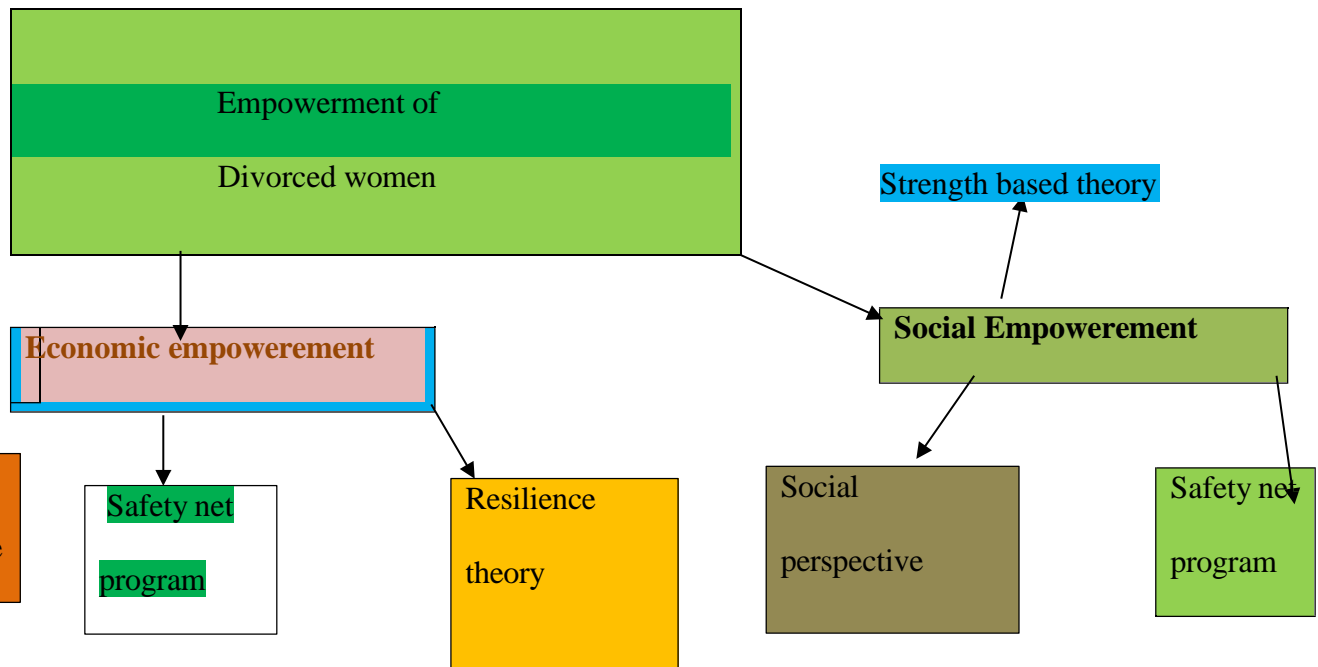 Empowerment of
Divorced women
Strength based theory
Economic empowerement
Social Empowerement
Safety net
program
Resilience
theory
Social
perspective
Safety net
program